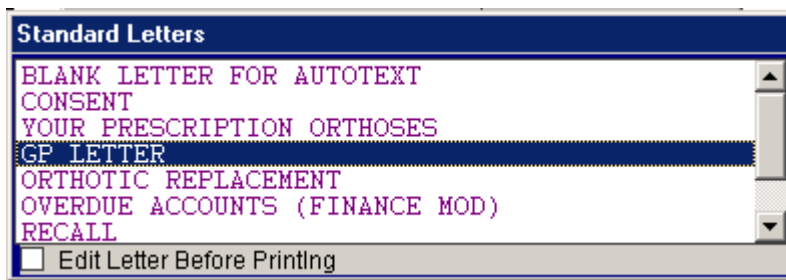 Standard Letters
BLANK LETTER FOR AUTOTEXT
CONSENT
YOUR PRESCRIPTION ORTHOSES
GP LETTER
ORTHOTIC REPLACEMENT
OVERDUE ACCOUNTS (FINANCE MOD)
RECALL
Edit Letter Before Printing